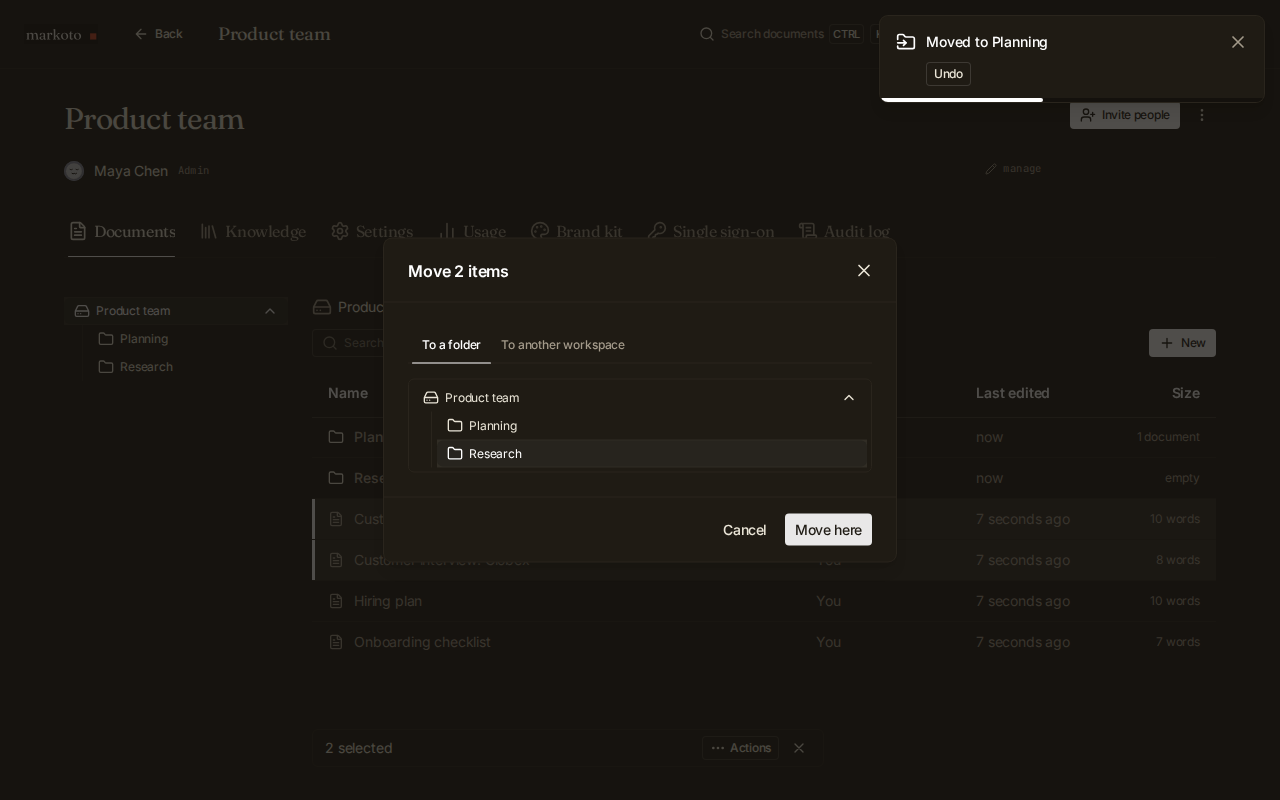 markoto
Back
Product team
Search documents CTRL
Moved to Planning
Undo
Product team
Invite people
Maya Chen Admin
manage
Documents
Knowledge
Settings
Usage
Brand kit
Single sign-on
Audit log
Move 2 items
Product team
Planning
Research
To a folder
To another workspace
New
Name
Last edited
Size
Product team
Planning
Research
now
1 document
now
empty
7 seconds ago
10 words
Cancel
Move here
7 seconds ago
8 words
Hiring plan
You
7 seconds ago
10 words
Onboarding checklist
You
7 seconds ago
7 words
2 selected
Actions